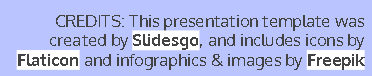 CREDITS: This presentation template was
created by Slidesgo, and includes icons by
Flaticon and infographics & images by Freepik